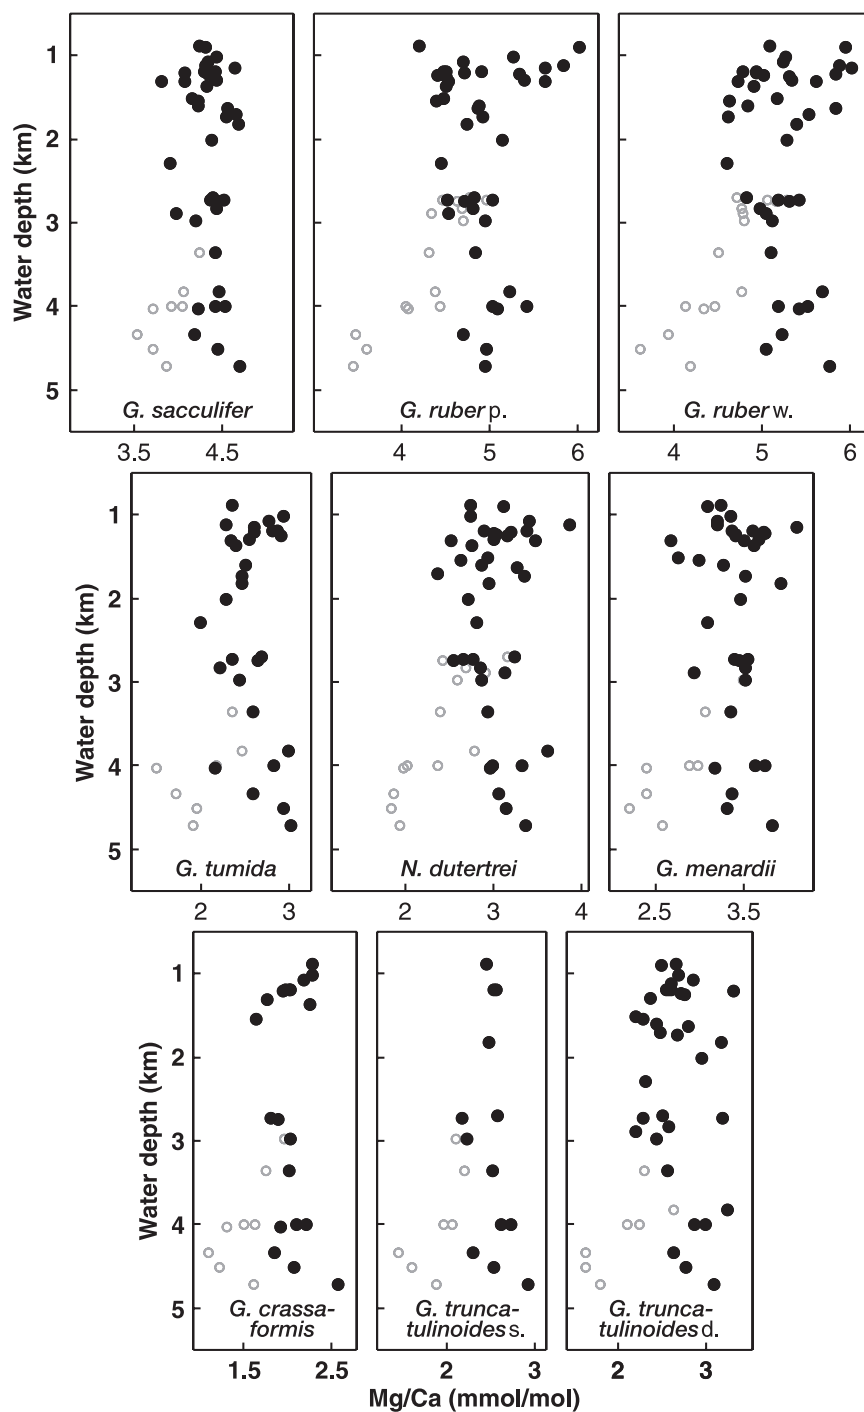 1
2
3
4
5
Water depth (km)
G. sacculifer
G. ruber p.
G. ruber w.
3.5 4.5
4 5 6
4 5 6
1
2
3
4
5
Water depth (km)
G. tumida
N. dutertrei
G. menardii
2 3
2 3 4
2.5 3.5
1
2
3
4
5
Water depth (km)
G. crassa-
formis
G. trunca-
tulinoides s.
G. trunca-
tulinoides d.
1.5 2.5
2 3
2 3
Mg/Ca (mmol/mol)